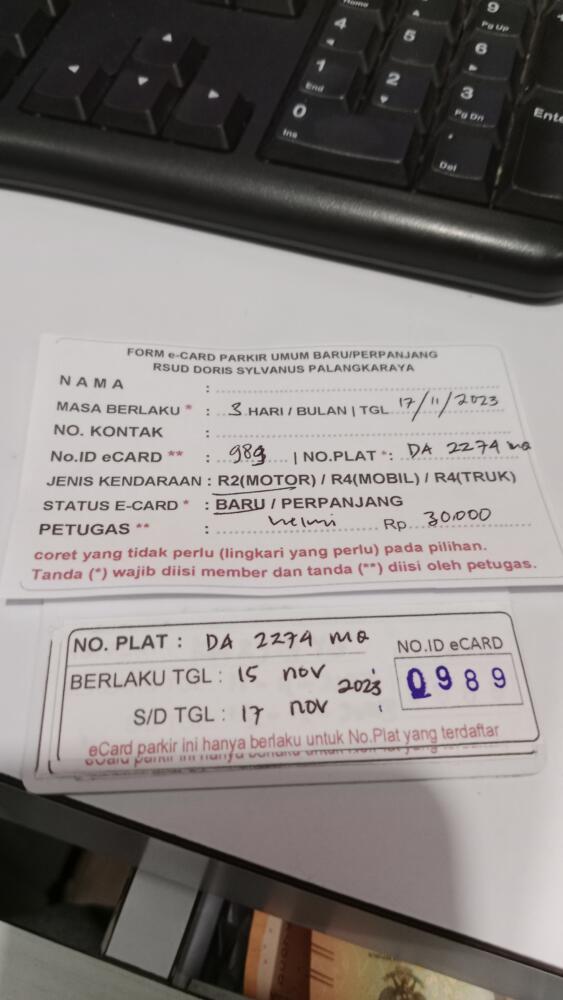 Home
4
5
9
Pg Up
6
1
End
2
3
Pg Dn
Ente
0
Ins
.
Del
FORM e-CARD PARKIR UMUM BARU/PERPANJANG
RSUD DORIS SYLVANUS PALANGKARAYA
NAMA :
MASA BERLAKU * : 3 HARI / BULAN | TGL 17/11/2023
NO. KONTAK :
No.ID eCARD ** : 989 | NO.PLAT *: DA 2274 MQ
JENIS KENDARAAN : R2(MOTOR) / R4(MOBIL) / R4(TRUK)
STATUS E-CARD * : BARU / PERPANJANG
PETUGAS ** : Helmi Rp 30.000
coret yang tidak perlu (lingkari yang perlu) pada pilihan.
Tanda (*) wajib diisi member dan tanda (**) diisi oleh petugas.
NO. PLAT : DA 2274 MQ
NO.ID eCARD
BERLAKU TGL : 15 NOV 2023
0989
S/D TGL : 17 NOV
eCard parkir ini hanya berlaku untuk No.Plat yang terdaftar